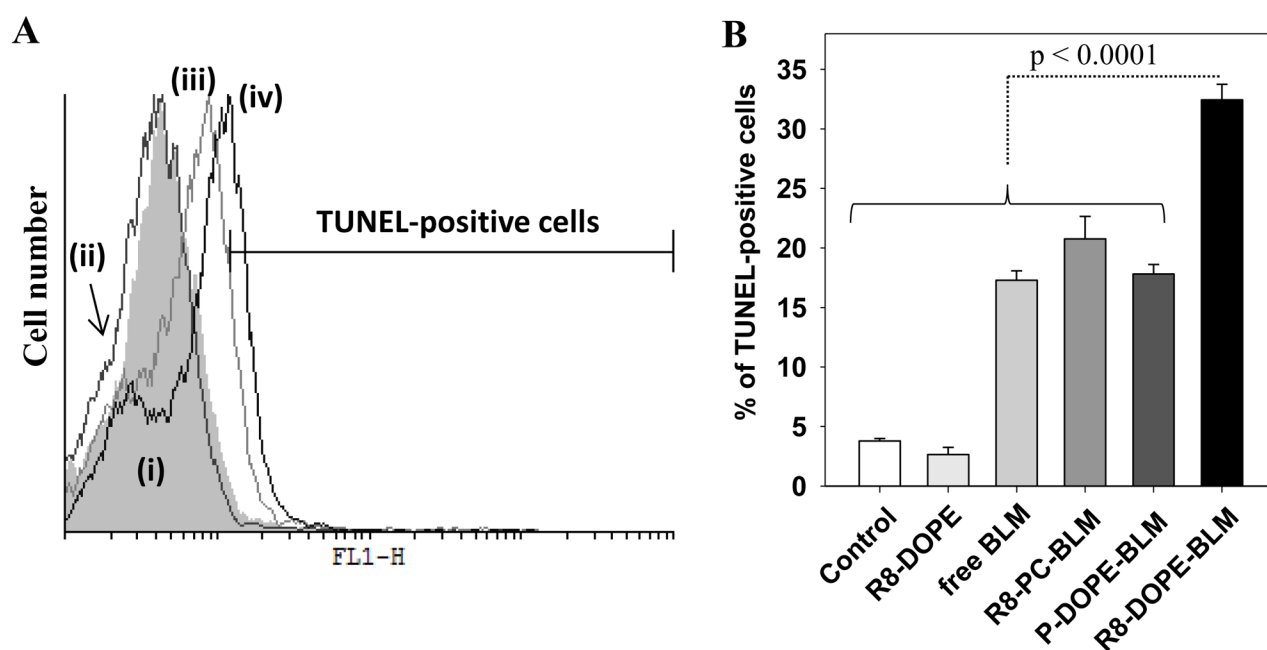 A
(iii)
(iv)
TUNEL-positive cells
(ii)
(i)
Cell number
FL1-H
B
p < 0.0001
% of TUNEL-positive cells
35
30
25
20
15
10
5
0
Control
R8-DOPE
free BLM
R8-PC-BLM
P-DOPE-BLM
R8-DOPE-BLM